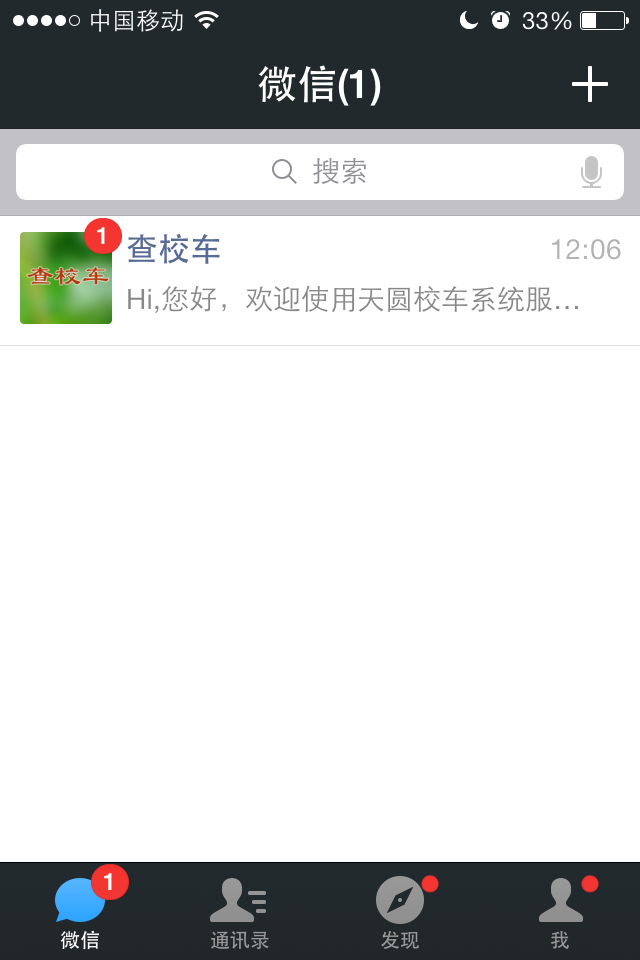 中国移动 33%
微信(1)
搜索
1
查校车
查校车 12:06
Hi,您好，欢迎使用天圆校车系统服…
1
微信 通讯录 发现 我